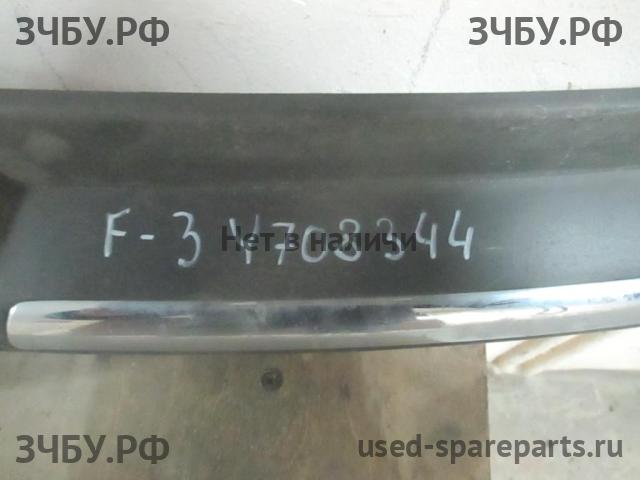 ЗЧБУ.РФ ЗЧБУ.РФ
F-3 4708344
Нет в наличи
ЗЧБУ.РФ used-spareparts.ru